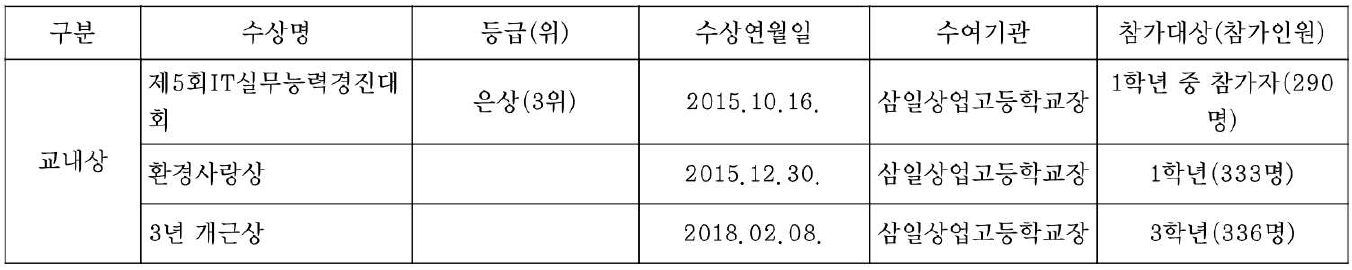 구분 수상명 등급(위) 수상연월일 수여기관 참가대상(참가인원)
교내상
제5회IT실무능력경진대
회
은상(3위) 2015.10.16. 삼일상업고등학교장
1학년 중 참가자(290
명)
환경사랑상 2015.12.30. 삼일상업고등학교장 1학년(333명)
3년 개근상 2018.02.08. 삼일상업고등학교장 3학년(336명)